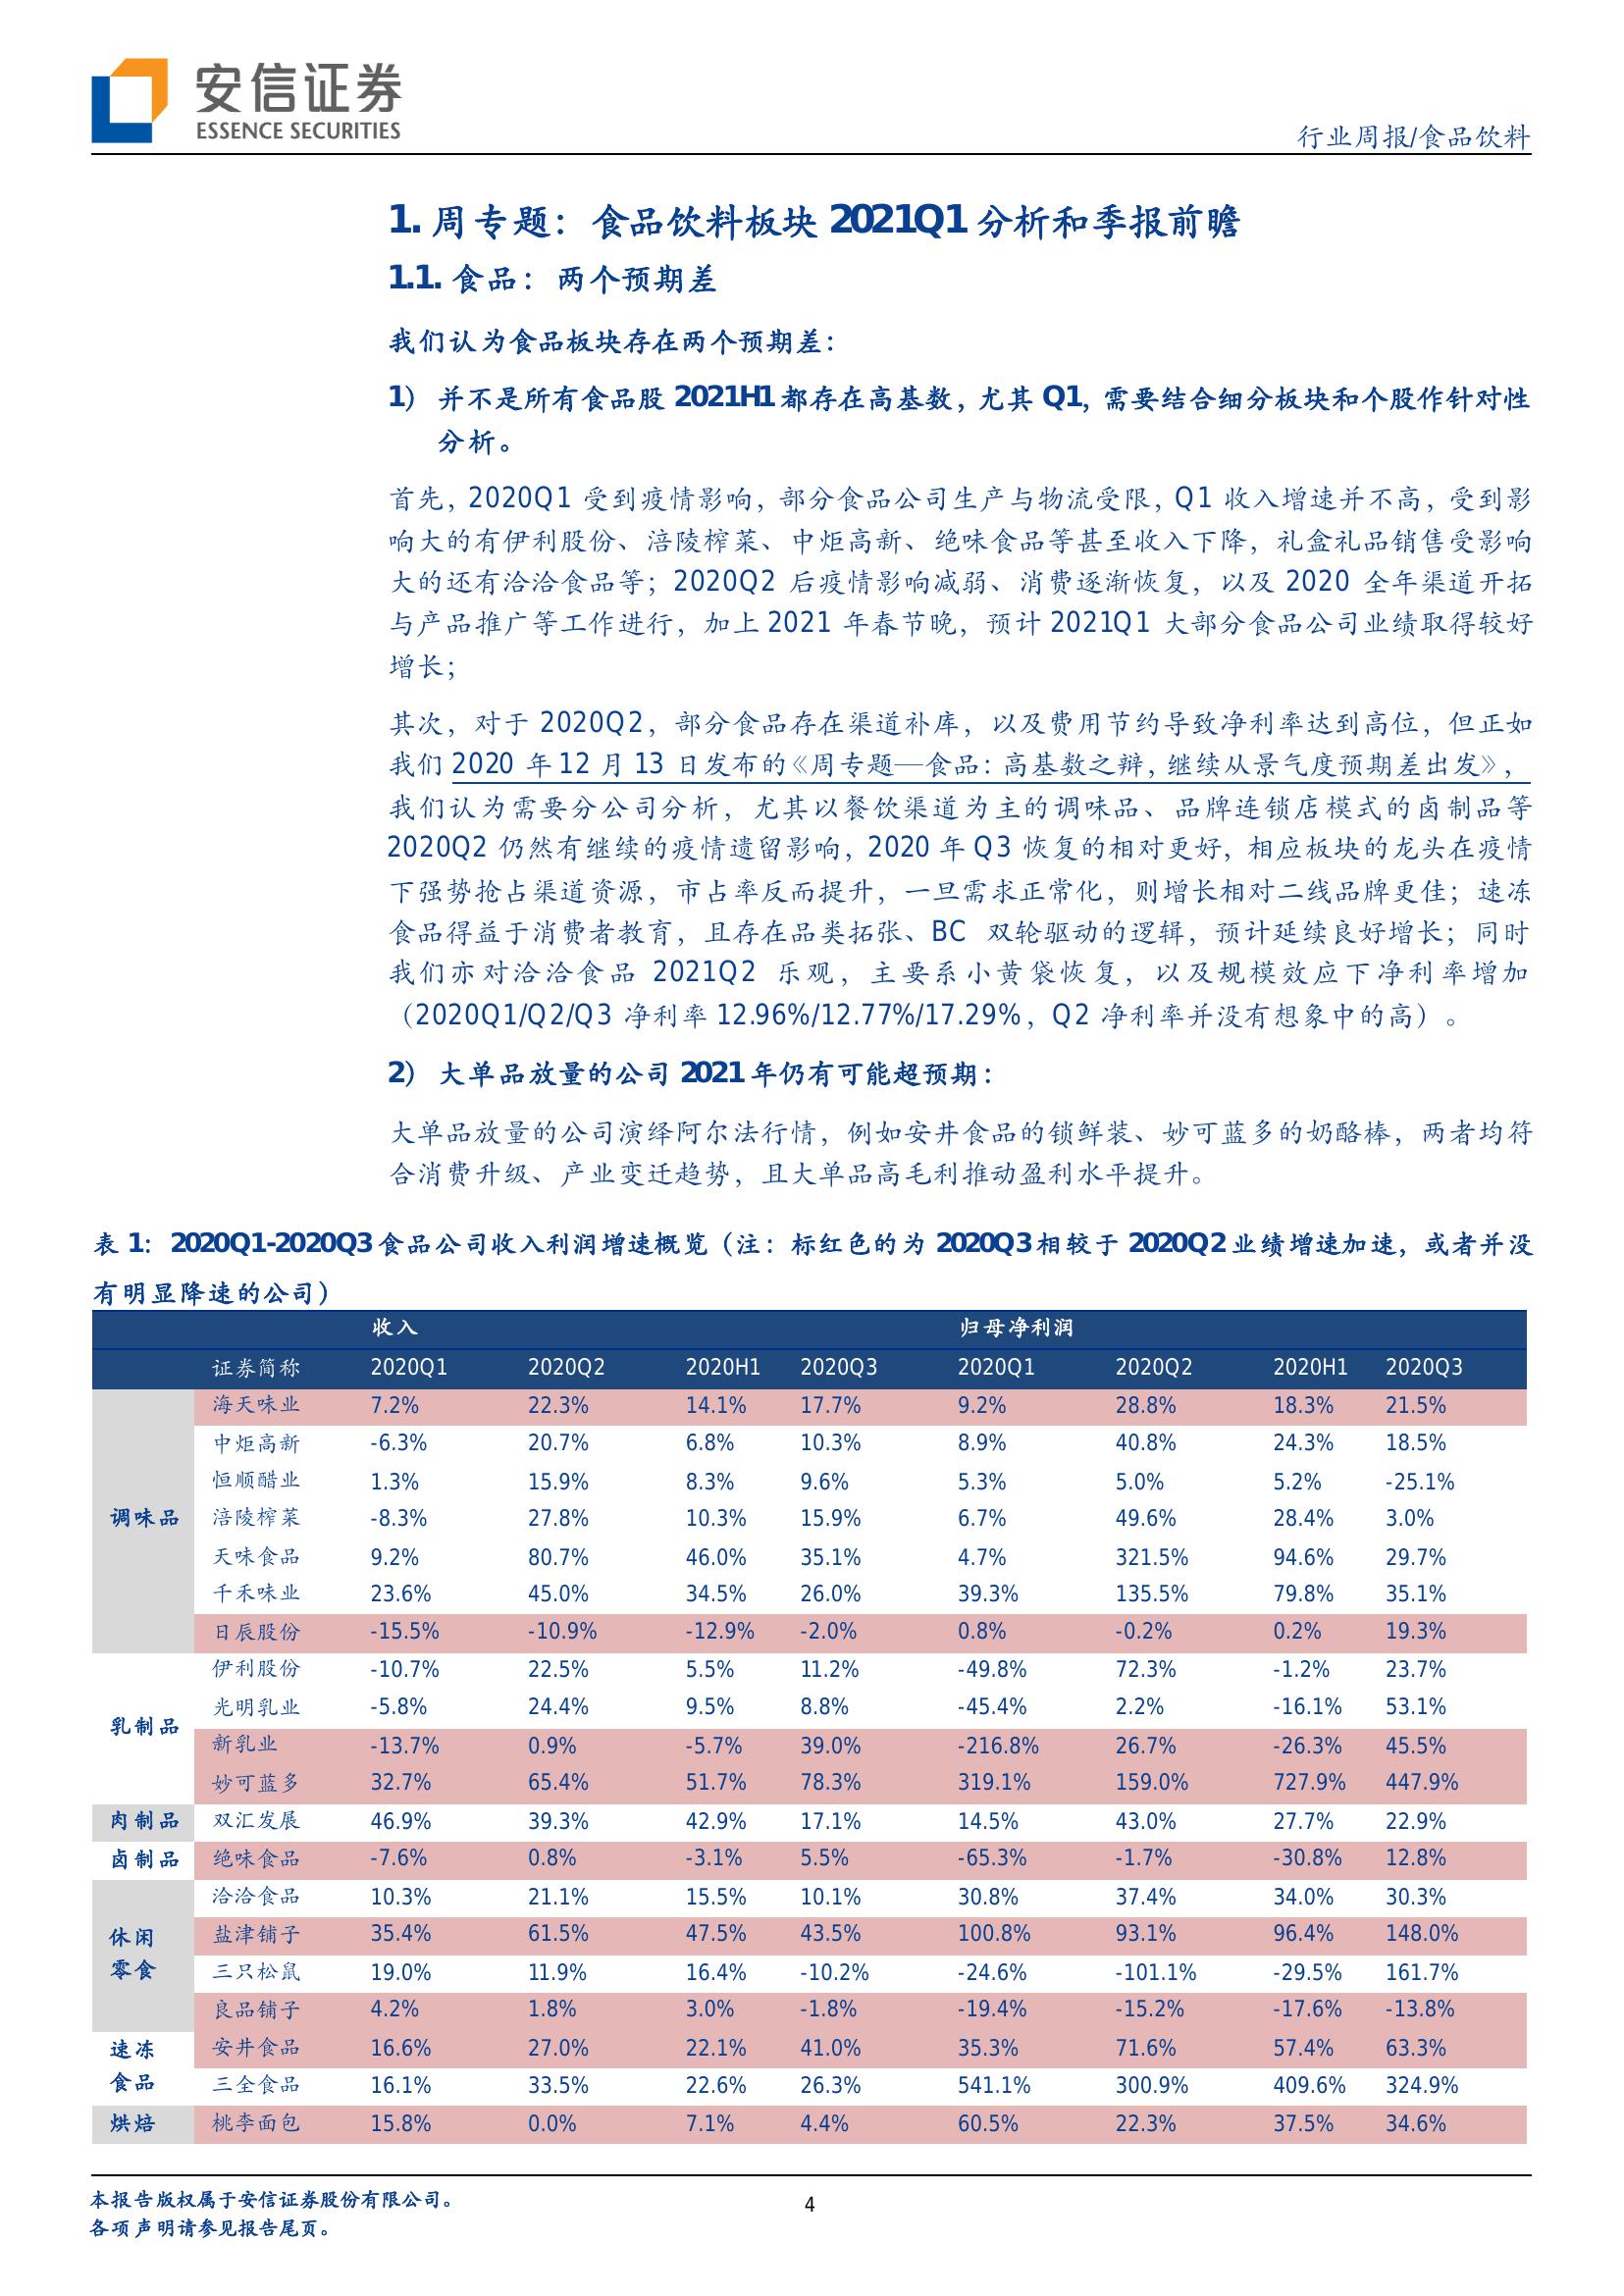 安信证券
ESSENCE SECURITIES
行业周报/食品饮料
1. 周专题：食品饮料板块 2021Q1 分析和季报前瞻
1.1. 食品：两个预期差
我们认为食品板块存在两个预期差：
1） 并不是所有食品股 2021H1 都存在高基数，尤其 Q1，需要结合细分板块和个股作针对性
分析。
首先，2020Q1 受到疫情影响，部分食品公司生产与物流受限，Q1 收入增速并不高，受到影
响大的有伊利股份、涪陵榨菜、中炬高新、绝味食品等甚至收入下降，礼盒礼品销售受影响
大的还有洽洽食品等；2020Q2 后疫情影响减弱、消费逐渐恢复，以及 2020 全年渠道开拓
与产品推广等工作进行，加上 2021 年春节晚，预计 2021Q1 大部分食品公司业绩取得较好
增长；
其次，对于 2020Q2，部分食品存在渠道补库，以及费用节约导致净利率达到高位，但正如
我们 2020 年 12 月 13 日发布的《周专题—食品：高基数之辩，继续从景气度预期差出发》，
我们认为需要分公司分析，尤其以餐饮渠道为主的调味品、品牌连锁店模式的卤制品等
2020Q2 仍然有继续的疫情遗留影响，2020 年 Q3 恢复的相对更好，相应板块的龙头在疫情
下强势抢占渠道资源，市占率反而提升，一旦需求正常化，则增长相对二线品牌更佳；速冻
食品得益于消费者教育，且存在品类拓张、BC 双轮驱动的逻辑，预计延续良好增长；同时
我们亦对洽洽食品 2021Q2 乐观，主要系小黄袋恢复，以及规模效应下净利率增加
（2020Q1/Q2/Q3 净利率 12.96%/12.77%/17.29%，Q2 净利率并没有想象中的高）。
2） 大单品放量的公司 2021 年仍有可能超预期：
大单品放量的公司演绎阿尔法行情，例如安井食品的锁鲜装、妙可蓝多的奶酪棒，两者均符
合消费升级、产业变迁趋势，且大单品高毛利推动盈利水平提升。
表 1：2020Q1-2020Q3 食品公司收入利润增速概览（注：标红色的为 2020Q3 相较于 2020Q2 业绩增速加速，或者并没
有明显降速的公司）
收入 归母净利润
证券简称 2020Q1 2020Q2 2020H1 2020Q3 2020Q1 2020Q2 2020H1 2020Q3
海天味业 7.2% 22.3% 14.1% 17.7% 9.2% 28.8% 18.3% 21.5%
中炬高新 -6.3% 20.7% 6.8% 10.3% 8.9% 40.8% 24.3% 18.5%
恒顺醋业 1.3% 15.9% 8.3% 9.6% 5.3% 5.0% 5.2% -25.1%
调味品 涪陵榨菜 -8.3% 27.8% 10.3% 15.9% 6.7% 49.6% 28.4% 3.0%
天味食品 9.2% 80.7% 46.0% 35.1% 4.7% 321.5% 94.6% 29.7%
千禾味业 23.6% 45.0% 34.5% 26.0% 39.3% 135.5% 79.8% 35.1%
日辰股份 -15.5% -10.9% -12.9% -2.0% 0.8% -0.2% 0.2% 19.3%
伊利股份 -10.7% 22.5% 5.5% 11.2% -49.8% 72.3% -1.2% 23.7%
光明乳业 -5.8% 24.4% 9.5% 8.8% -45.4% 2.2% -16.1% 53.1%
乳制品
新乳业 -13.7% 0.9% -5.7% 39.0% -216.8% 26.7% -26.3% 45.5%
妙可蓝多 32.7% 65.4% 51.7% 78.3% 319.1% 159.0% 727.9% 447.9%
肉制品 双汇发展 46.9% 39.3% 42.9% 17.1% 14.5% 43.0% 27.7% 22.9%
卤制品 绝味食品 -7.6% 0.8% -3.1% 5.5% -65.3% -1.7% -30.8% 12.8%
洽洽食品 10.3% 21.1% 15.5% 10.1% 30.8% 37.4% 34.0% 30.3%
休闲 盐津铺子 35.4% 61.5% 47.5% 43.5% 100.8% 93.1% 96.4% 148.0%
零食 三只松鼠 19.0% 11.9% 16.4% -10.2% -24.6% -101.1% -29.5% 161.7%
良品铺子 4.2% 1.8% 3.0% -1.8% -19.4% -15.2% -17.6% -13.8%
速冻 安井食品 16.6% 27.0% 22.1% 41.0% 35.3% 71.6% 57.4% 63.3%
食品 三全食品 16.1% 33.5% 22.6% 26.3% 541.1% 300.9% 409.6% 324.9%
烘焙 桃李面包 15.8% 0.0% 7.1% 4.4% 60.5% 22.3% 37.5% 34.6%
本报告版权属于安信证券股份有限公司。
4
各项声明请参见报告尾页。